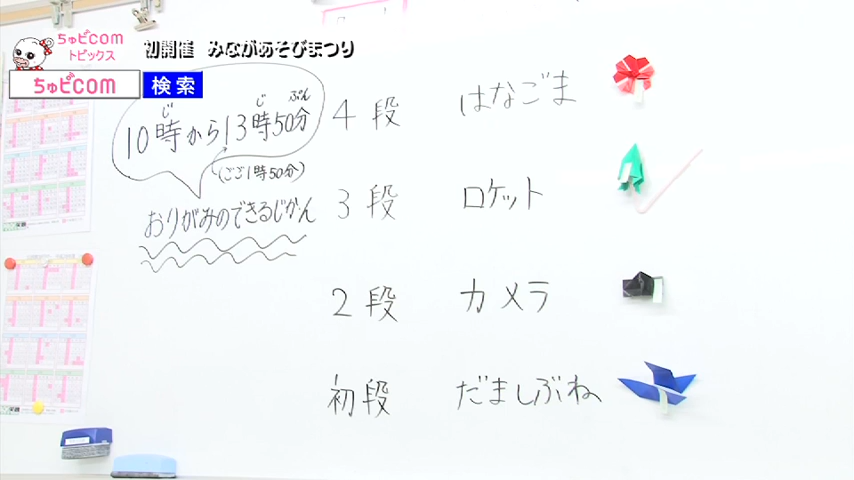 ちゅピCOM
トピックス
初開催 みながあそびまつり
ちゅピCOM 検索
10時から13時50分
じ じ ぷん
(ごご1時50分)
おりがみのできるじかん
4段 はなごま
3段 ロケット
2段 カメラ
初段 だましぶね